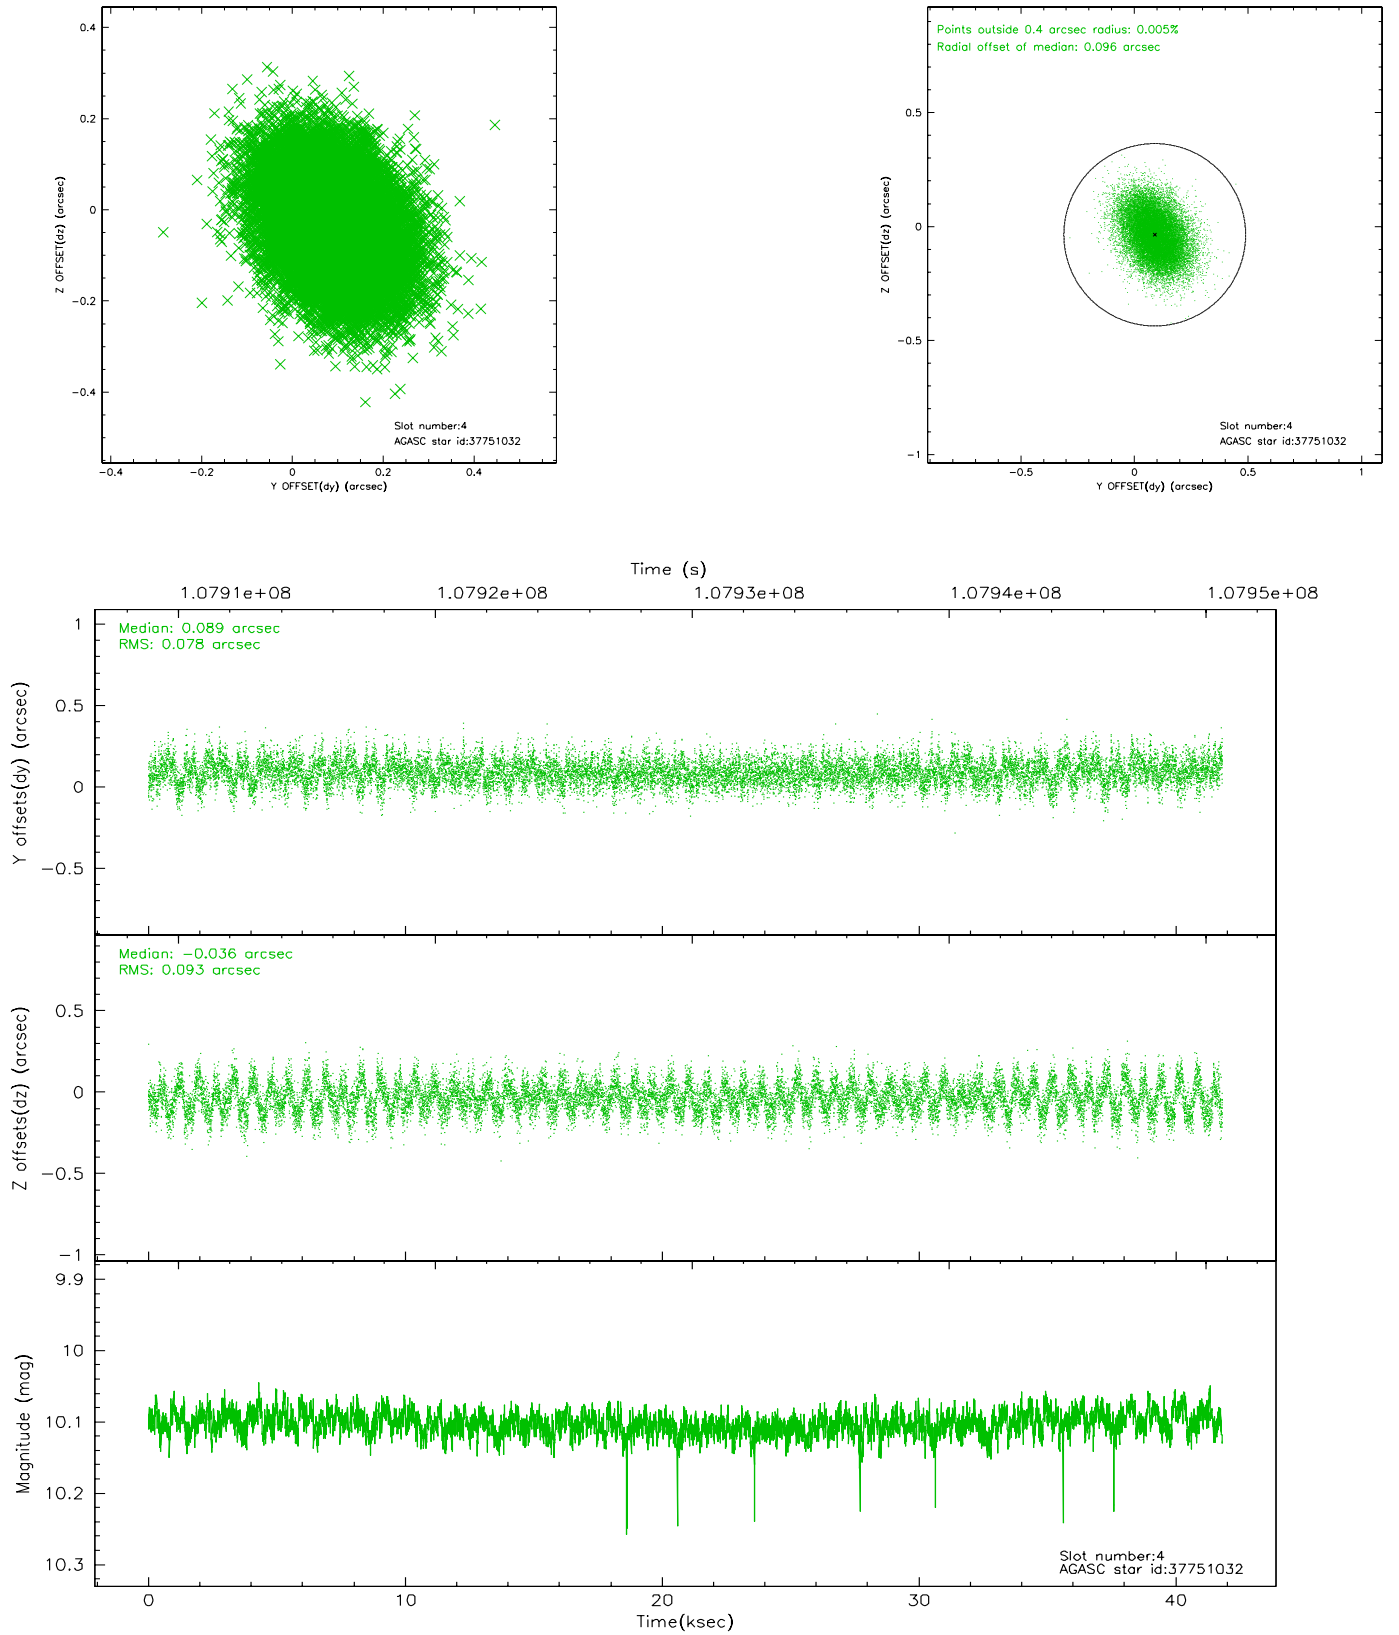 0.4
0.2
0
−0.2
−0.4
Z OFFSET(dz) (arcsec)
Slot number:4
AGASC star id:37751032
−0.4 −0.2 0 0.2 0.4
Y OFFSET(dy) (arcsec)
Points outside 0.4 arcsec radius: 0.005%
Radial offset of median: 0.096 arcsec
0.5
0
−0.5
−1
Z OFFSET(dz) (arcsec)
Slot number:4
AGASC star id:37751032
−0.5 0 0.5 1
Y OFFSET(dy) (arcsec)
Time (s)
1.0791e+08 1.0792e+08 1.0793e+08 1.0794e+08 1.0795e+08
Median: 0.089 arcsec
RMS: 0.078 arcsec
1
0.5
0
−0.5
Y offsets(dy) (arcsec)
Median: −0.036 arcsec
RMS: 0.093 arcsec
0.5
0
−0.5
−1
Z offsets(dz) (arcsec)
9.9
10
10.1
10.2
10.3
Magnitude (mag)
Slot number:4
AGASC star id:37751032
0 10 20 30 40
Time(ksec)